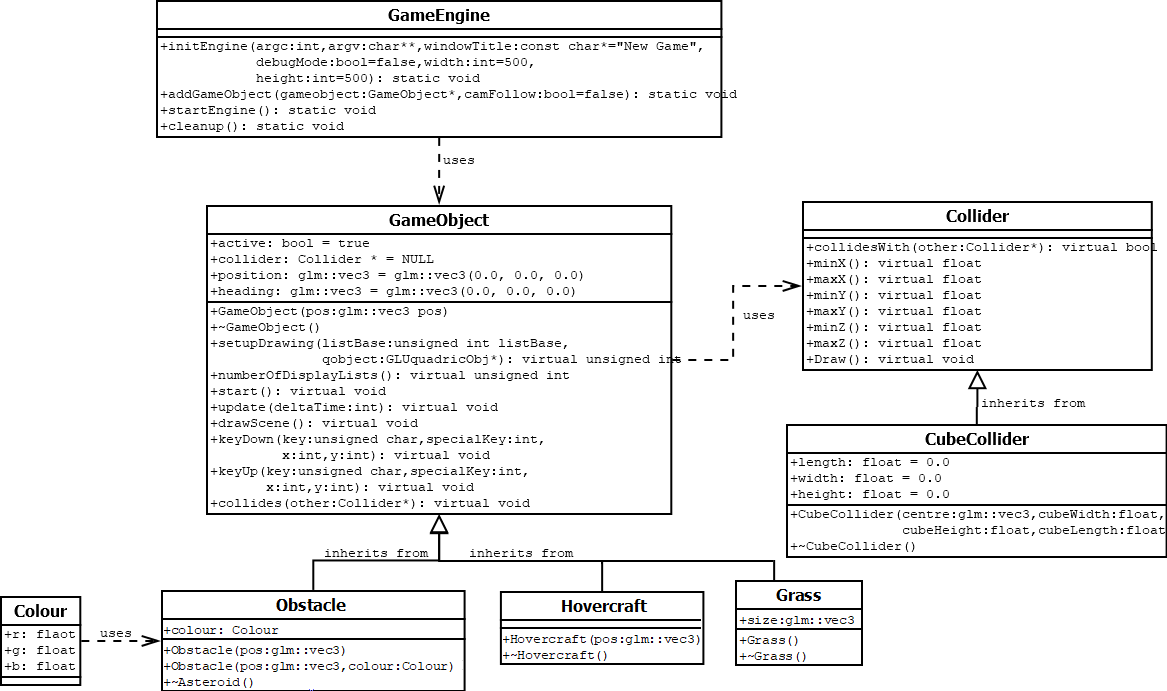 GameEngine
+initEngine(argc:int,argv:char**,windowTitle:const char*="New Game",
debugMode:bool=false,width:int=500,
height:int=500): static void
+addGameObject(gameobject:GameObject*,camFollow:bool=false): static void
+startEngine(): static void
+cleanup(): static void
uses
GameObject
+active: bool = true
+collider: Collider * = NULL
+position: glm::vec3 = glm::vec3(0.0, 0.0, 0.0)
+heading: glm::vec3 = glm::vec3(0.0, 0.0, 0.0)
+GameObject(pos:glm::vec3 pos)
+~GameObject()
+setupDrawing(listBase:unsigned int listBase,
qobject:GLUquadricObj*): virtual unsigned int
+numberOfDisplayLists(): virtual unsigned int
+start(): virtual void
+update(deltaTime:int): virtual void
+drawScene(): virtual void
+keyDown(key:unsigned char,specialKey:int,
x:int,y:int): virtual void
+keyUp(key:unsigned char,specialKey:int,
x:int,y:int): virtual void
+collides(other:Collider*): virtual void
uses
Collider
+collidesWith(other:Collider*): virtual bool
+minX(): virtual float
+maxX(): virtual float
+minY(): virtual float
+maxY(): virtual float
+minZ(): virtual float
+maxZ(): virtual float
+Draw(): virtual void
inherits from
CubeCollider
+length: float = 0.0
+width: float = 0.0
+height: float = 0.0
+CubeCollider(centre:glm::vec3,cubeWidth:float,
cubeHeight:float,cubeLength:float
+~CubeCollider()
inherits from
inherits from
Colour
+r: flaot
+g: float
+b: float
uses
Obstacle
+colour: Colour
+Obstacle(pos:glm::vec3)
+Obstacle(pos:glm::vec3,colour:Colour)
+~Asteroid()
Hovercraft
+Hovercraft(pos:glm::vec3)
+~Hovercraft()
Grass
+size:glm::vec3
+Grass()
+~Grass()